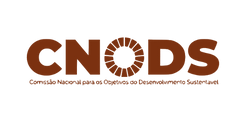 CNODS
Comissão Nacional para os Objetivos do Desenvolvimento Sustentável